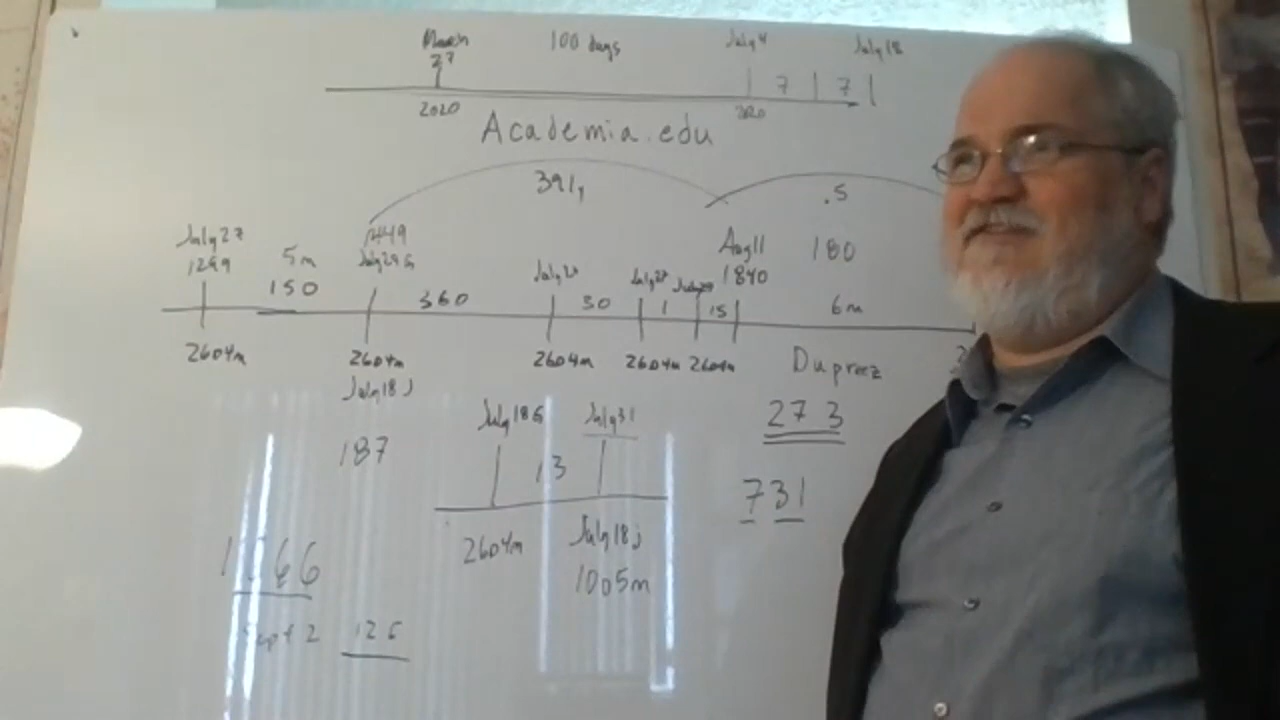 March 100 days July 4 July 18
27 7 7
2020 2020
Academia.edu
391, .5
July 27 1449 Aug 11 180
1299 5m July 29 G July 27 July 27 1840
150 360 30 1 15 6m
2604m 2604m 2604m 2604m 2604m Dupreez
July 18 J
July 18 G July 31 273
187 13 731
2604m July 18 j
1005m
Sept 2 126